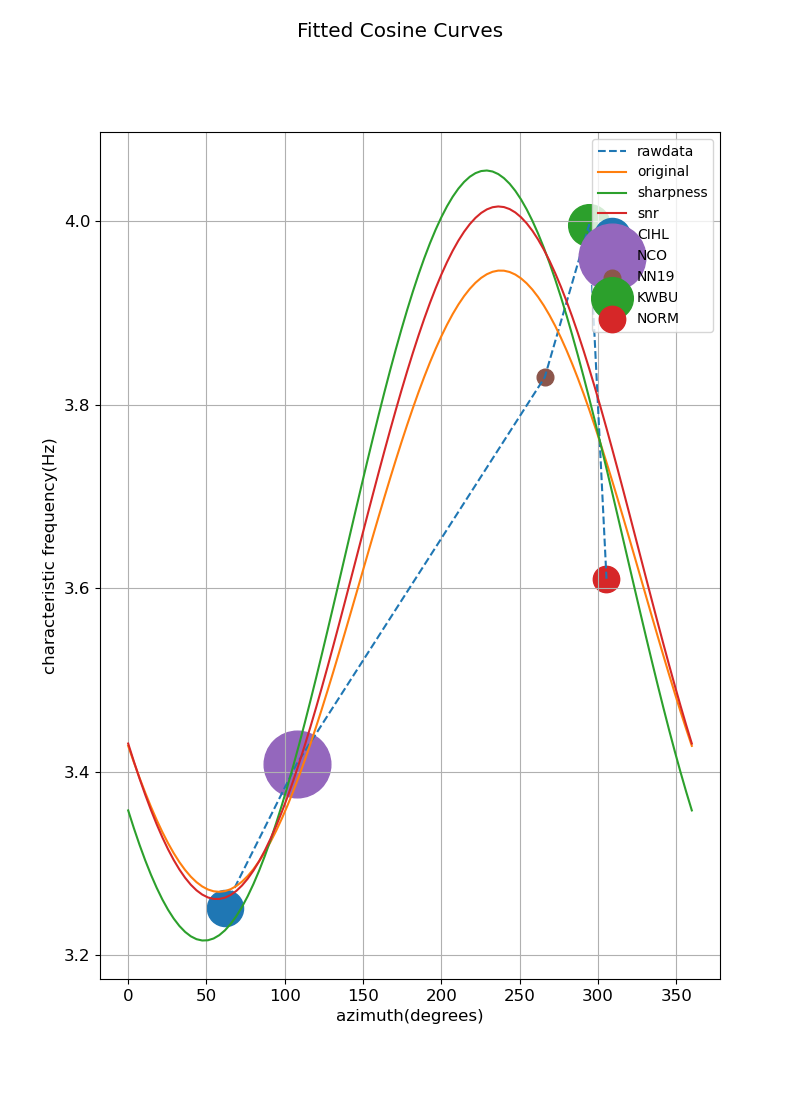 Fitted Cosine Curves
rawdata
original
sharpness
snr
CIHL
NCO
NN19
KWBU
NORM
4.0
3.8
3.6
3.4
3.2
characteristic frequency(Hz)
0 50 100 150 200 250 300 350
azimuth(degrees)